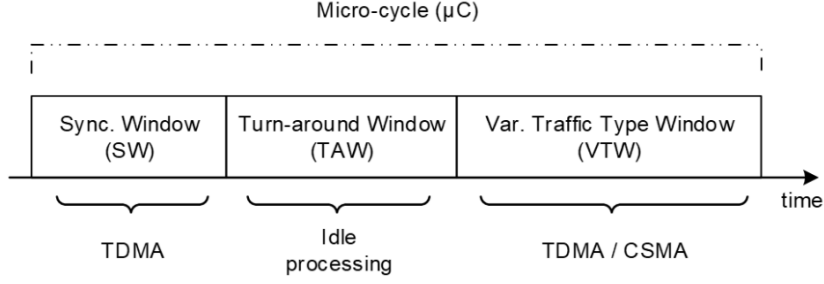 Micro-cycle (µC)
Sync. Window
(SW)
Turn-around Window
(TAW)
Var. Traffic Type Window
(VTW)
time
TDMA
Idle
processing
TDMA / CSMA